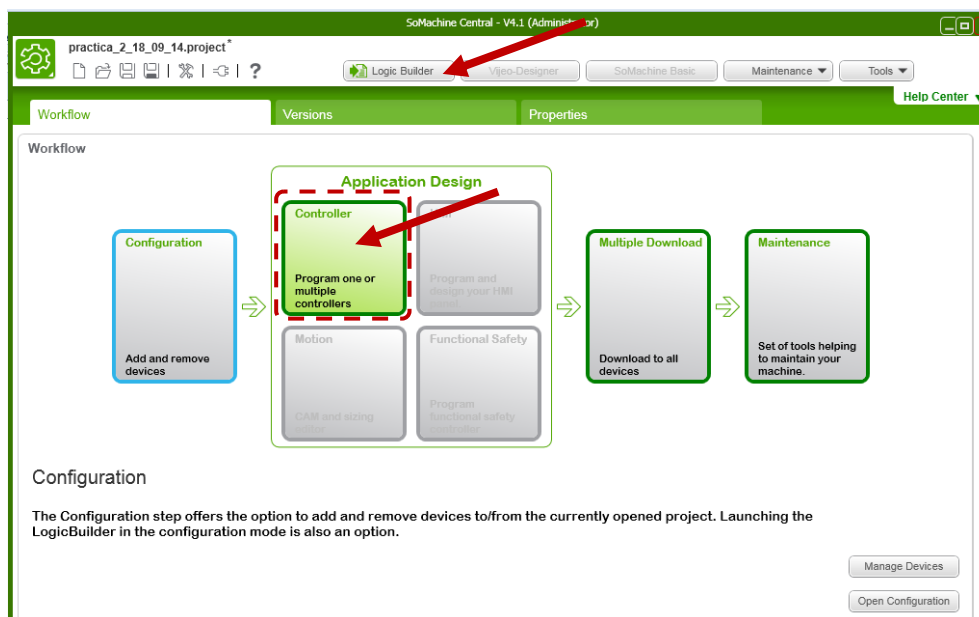 SoMachine Central - V4.1 (Administrator)
practica_2_18_09_14.project*
?
Logic Builder
Vijeo-Designer
SoMachine Basic
Maintenance
Tools
Help Center
Workflow
Versions
Properties
Workflow
Application Design
Controller
Program one or
multiple
controllers
Program and
design your HMI
Configuration
Add and remove
devices
Motion
CAM and sizing
editor
Functional Safety
Program
functional safety
controller
Multiple Download
Download to all
devices
Maintenance
Set of tools helping
to maintain your
machine.
Configuration
The Configuration step offers the option to add and remove devices to/from the currently opened project. Launching the
LogicBuilder in the configuration mode is also an option.
Manage Devices
Open Configuration